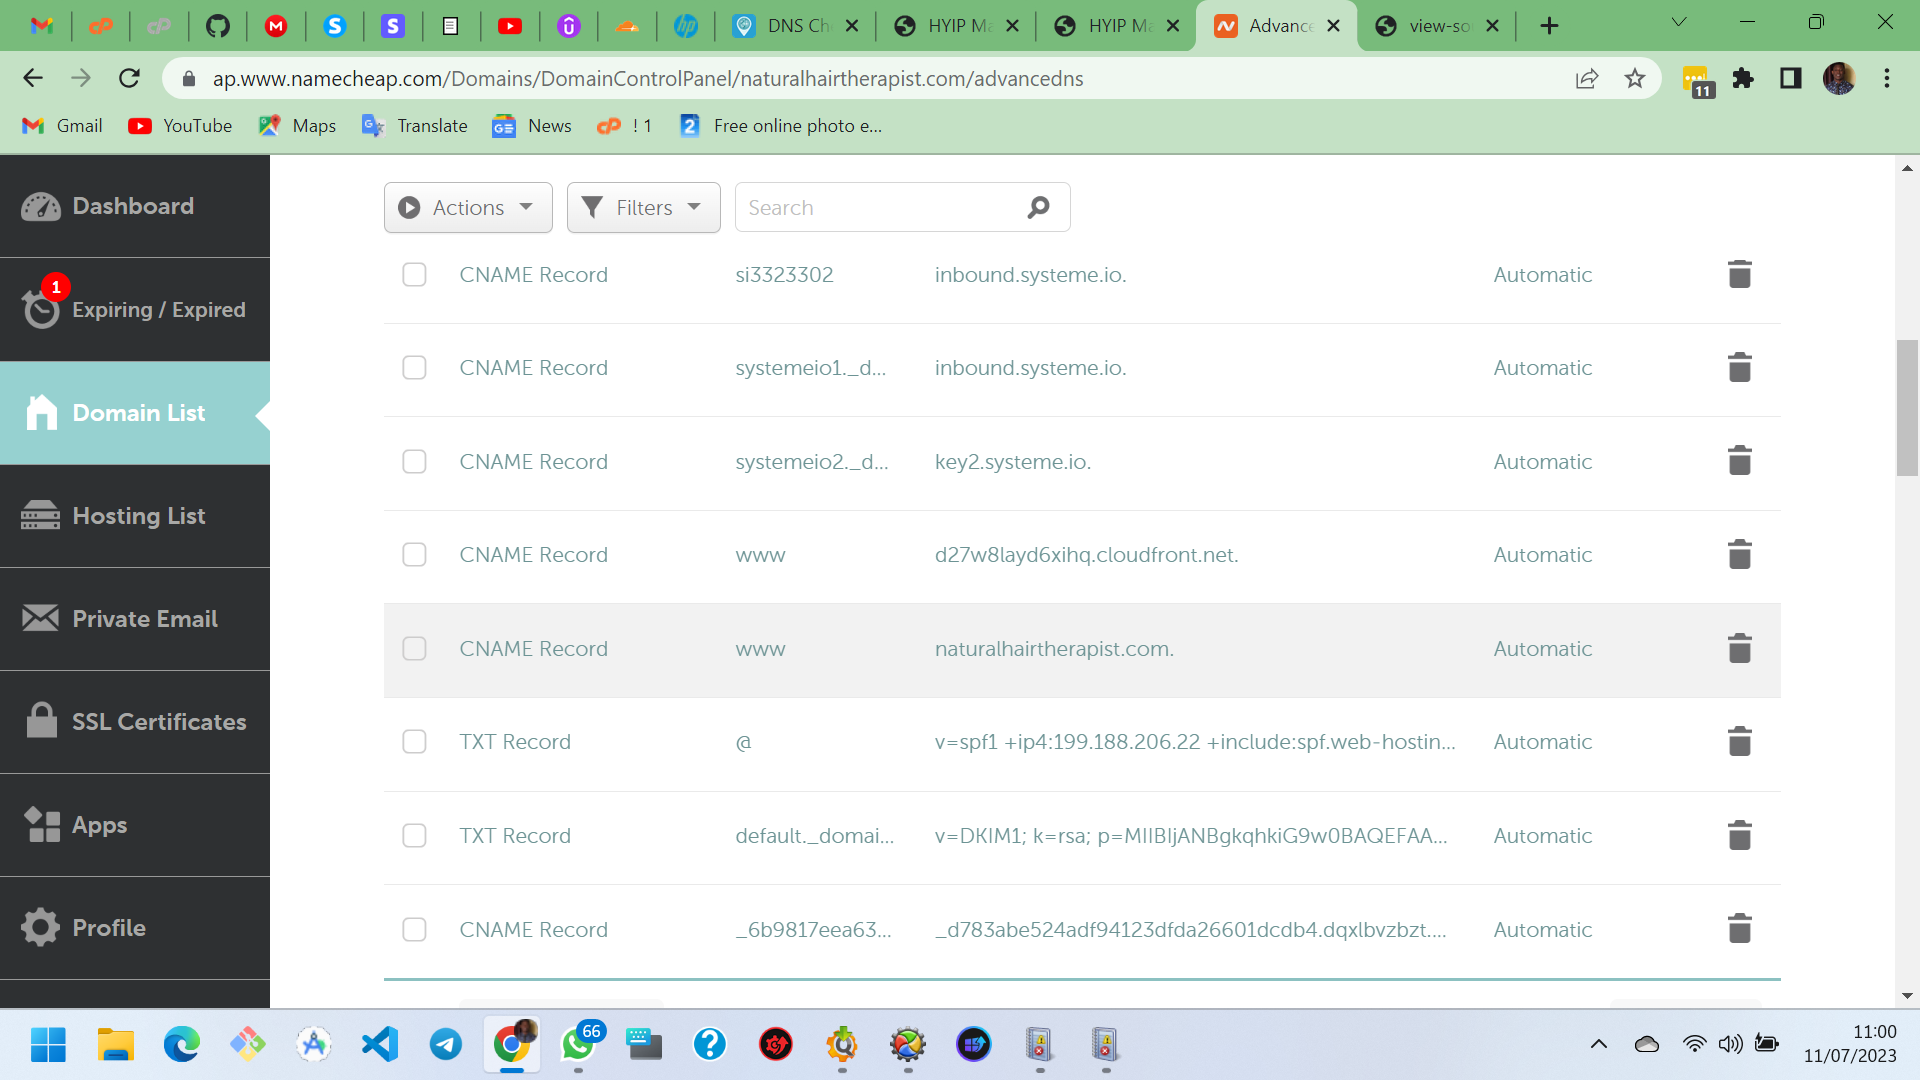 DNS Ch
HYIP Ma
HYIP Ma
Advance
view-so
ap.www.namecheap.com/Domains/DomainControlPanel/naturalhairtherapist.com/advancedns
11
Gmail
YouTube
Maps
Translate
News
! 1
Free online photo e...
Dashboard
1
Expiring / Expired
Domain List
Hosting List
Private Email
SSL Certificates
Apps
Profile
Actions
Filters
Search
CNAME Record si3323302 inbound.systeme.io. Automatic
CNAME Record systemeio1._d... inbound.systeme.io. Automatic
CNAME Record systemeio2._d... key2.systeme.io. Automatic
CNAME Record www d27w8layd6xihq.cloudfront.net. Automatic
CNAME Record www naturalhairtherapist.com. Automatic
TXT Record @ v=spf1 +ip4:199.188.206.22 +include:spf.web-hostin... Automatic
TXT Record default._domai... v=DKIM1; k=rsa; p=MIIBIjANBgkqhkiG9w0BAQEFAA... Automatic
CNAME Record _6b9817eea63... _d783abe524adf94123dfda26601dcdb4.dqxlbvzbzt.... Automatic
66
11:00
11/07/2023